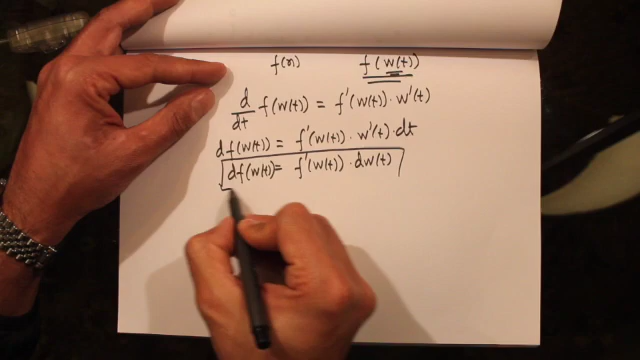 f(x) f(w(t))
d/dt f(w(t)) = f'(w(t)) · w'(t)
df(w(t)) = f'(w(t)) · w'(t) · dt
df(w(t)) = f'(w(t)) · dw(t)